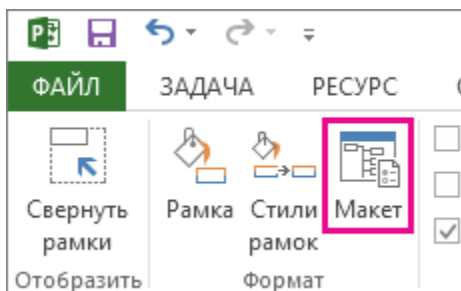 ФАЙЛ ЗАДАЧА РЕСУРС
Свернуть рамки
Рамка
Стили рамок
Макет
Отобразить
Формат